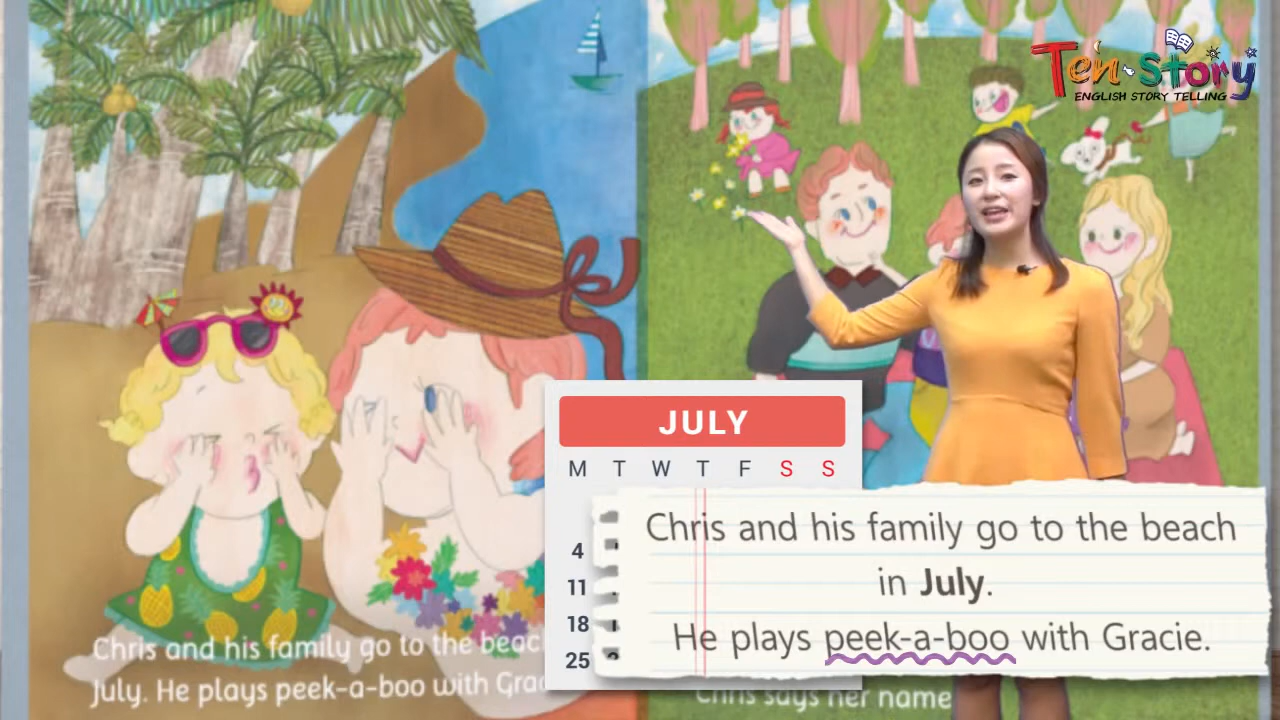 Ten Story
ENGLISH STORY TELLING
JULY
M T W T F S S
4
11
18
25
Chris and his family go to the beach
in July.
He plays peek-a-boo with Gracie.
Chris and his family go to the
July. He plays peek-a-boo with
Chris says her name